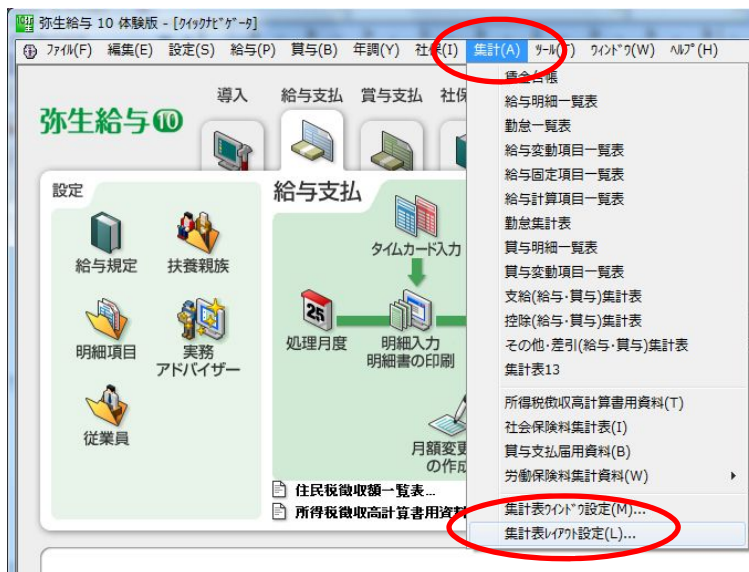 弥生給与 10 体験版 - [クイックナビゲータ]
ファイル(F) 編集(E) 設定(S) 給与(P) 賞与(B) 年調(Y) 社保(I) 集計(A) ツール(T) ウィンドウ(W) ヘルプ(H)
導入 給与支払 賞与支払 社保
弥生給与10
設定
給与規定 扶養親族
明細項目 実務
アドバイザー
従業員
給与支払
タイムカード入力
25
処理月度 明細入力
明細書の印刷
月額変更
の作成
住民税徴収額一覧表...
所得税徴収高計算書用資料
賃金台帳
給与明細一覧表
勤怠一覧表
給与変動項目一覧表
給与固定項目一覧表
給与計算項目一覧表
勤怠集計表
賞与明細一覧表
賞与変動項目一覧表
支給(給与･賞与)集計表
控除(給与･賞与)集計表
その他･差引(給与･賞与)集計表
集計表13
所得税徴収高計算書用資料(T)
社会保険料集計表(I)
賞与支払届用資料(B)
労働保険料集計資料(W)
集計表ウィンドウ設定(M)...
集計表レイアウト設定(L)...